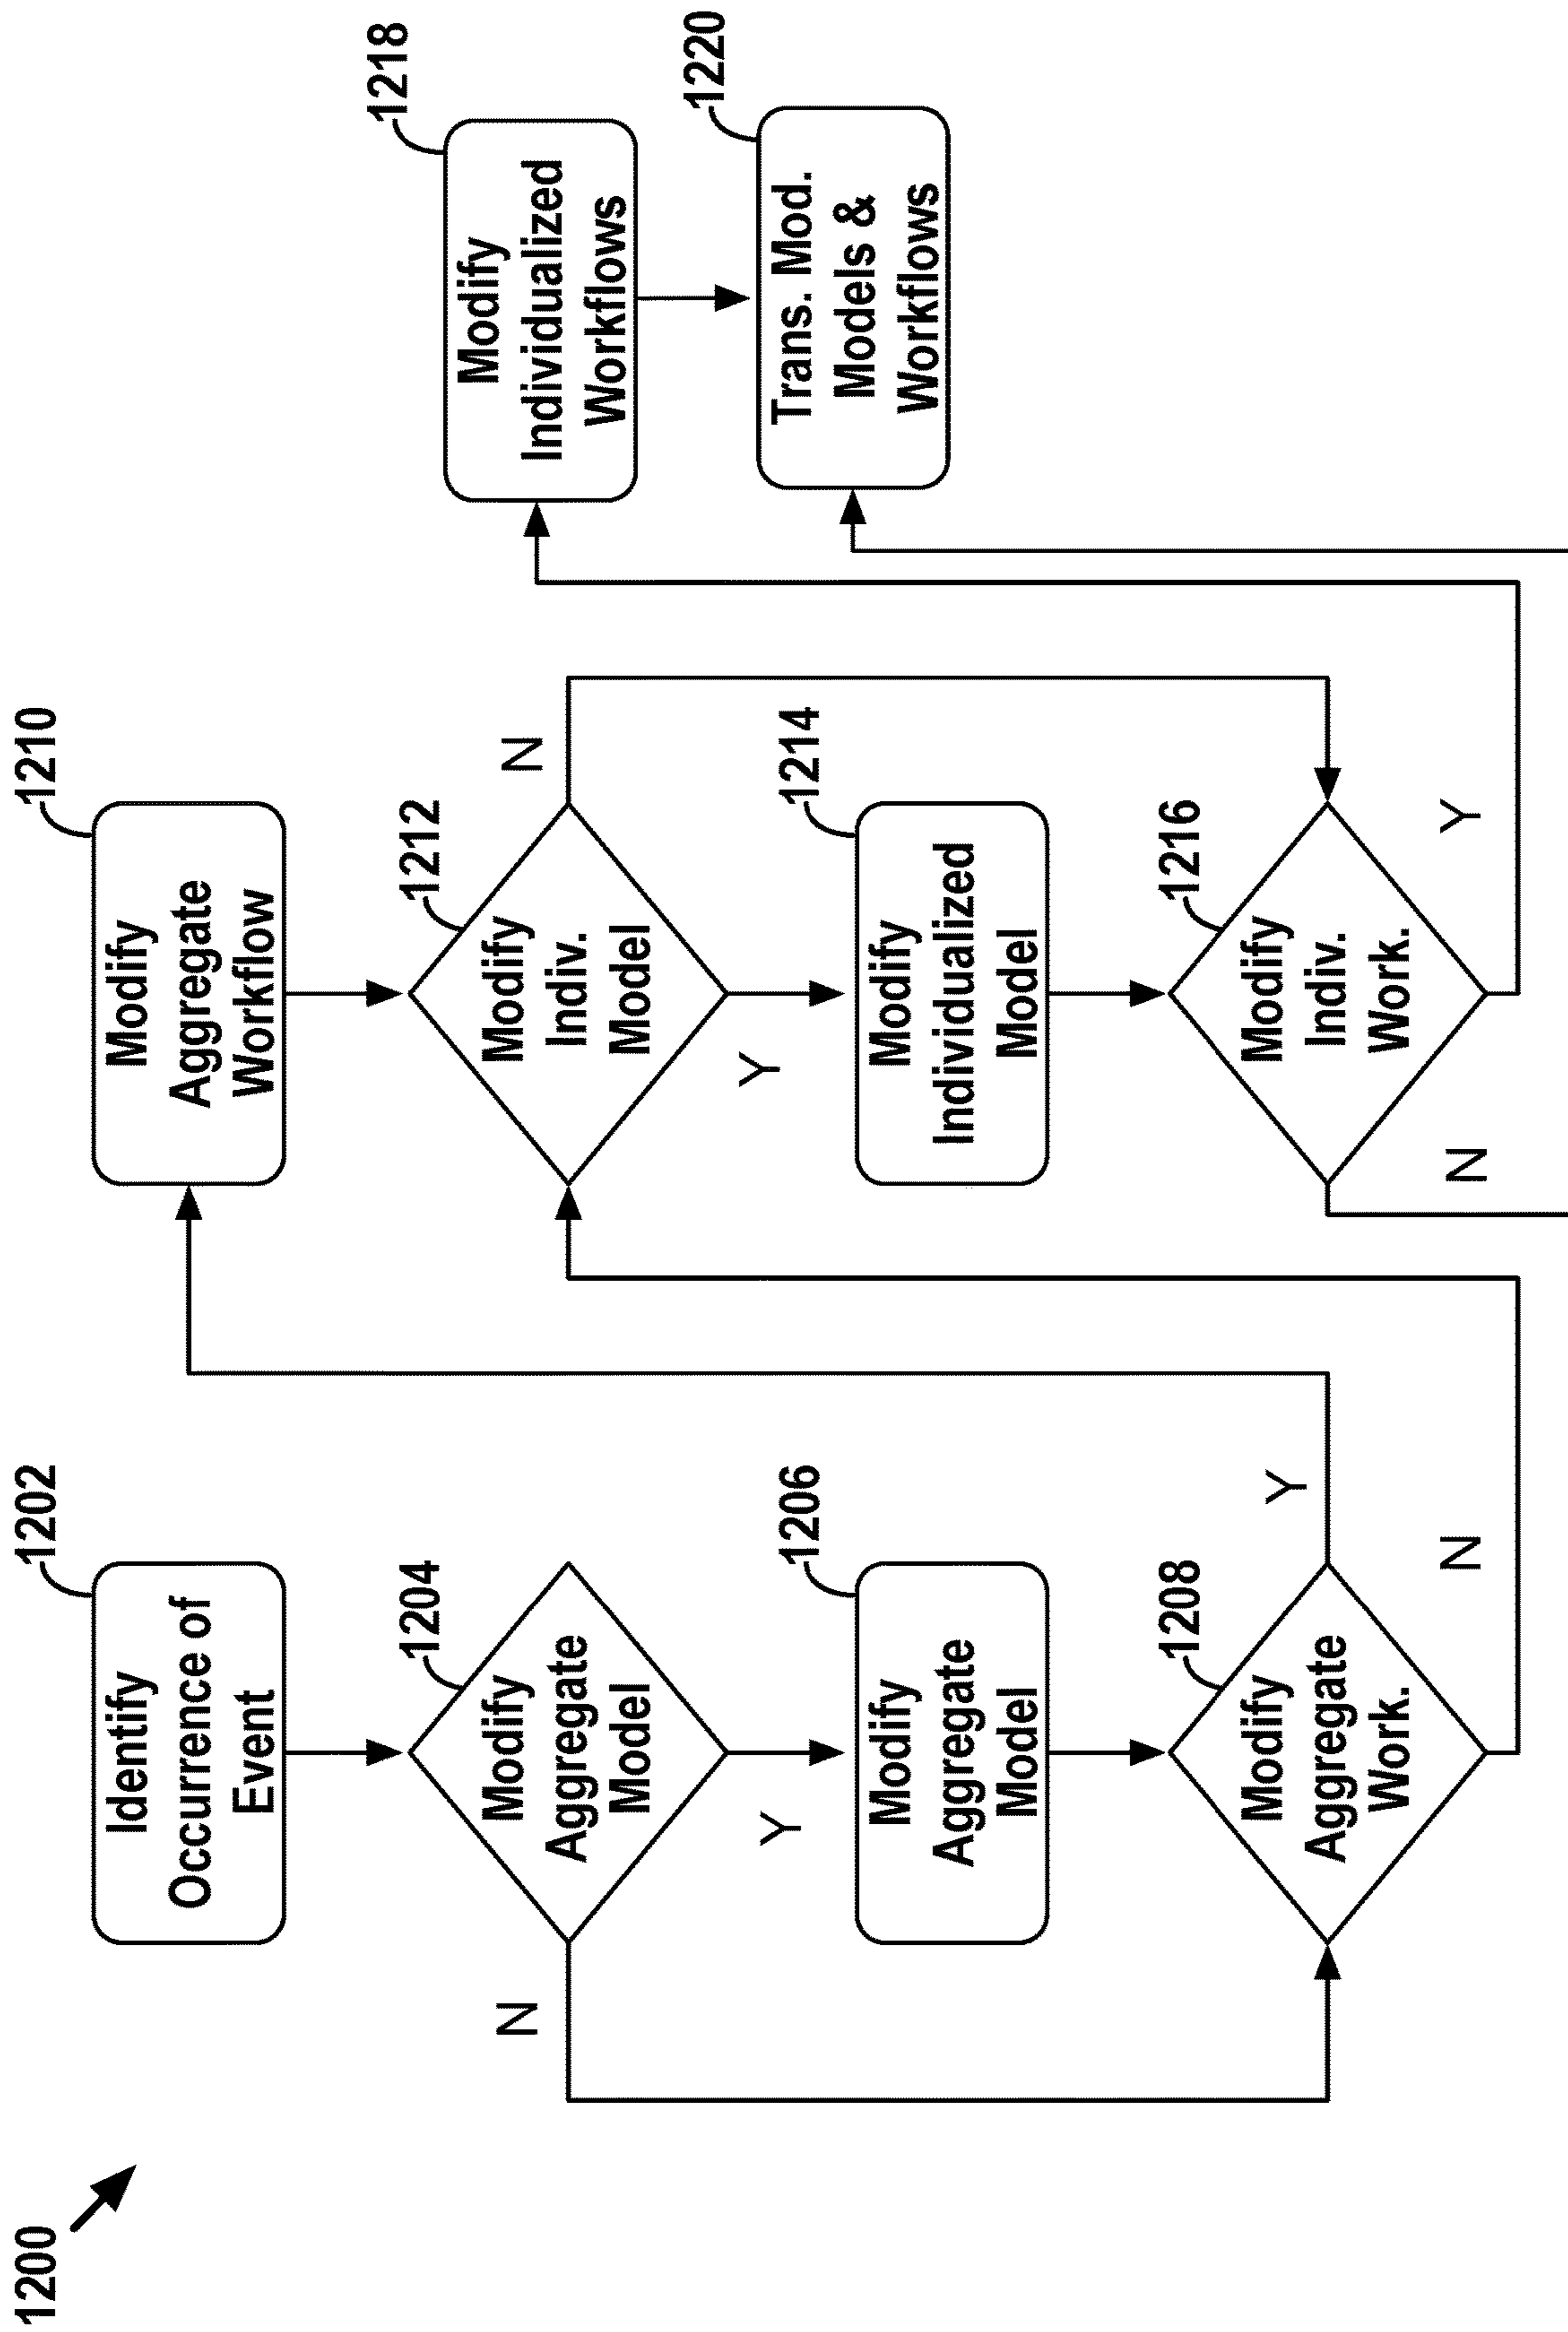 1200
1202
Identify
Occurrence of
Event
1204
Modify
Aggregate
Model
N
Y
1206
Modify
Aggregate
Model
1208
Modify
Aggregate
Work.
Y
N
1210
Modify
Aggregate
Workflow
1212
Modify
Indiv.
Model
N
Y
1214
Modify
Individualized
Model
1216
Modify
Indiv.
Work.
N
Y
1218
Modify
Individualized
Workflows
1220
Trans. Mod.
Models &
Workflows